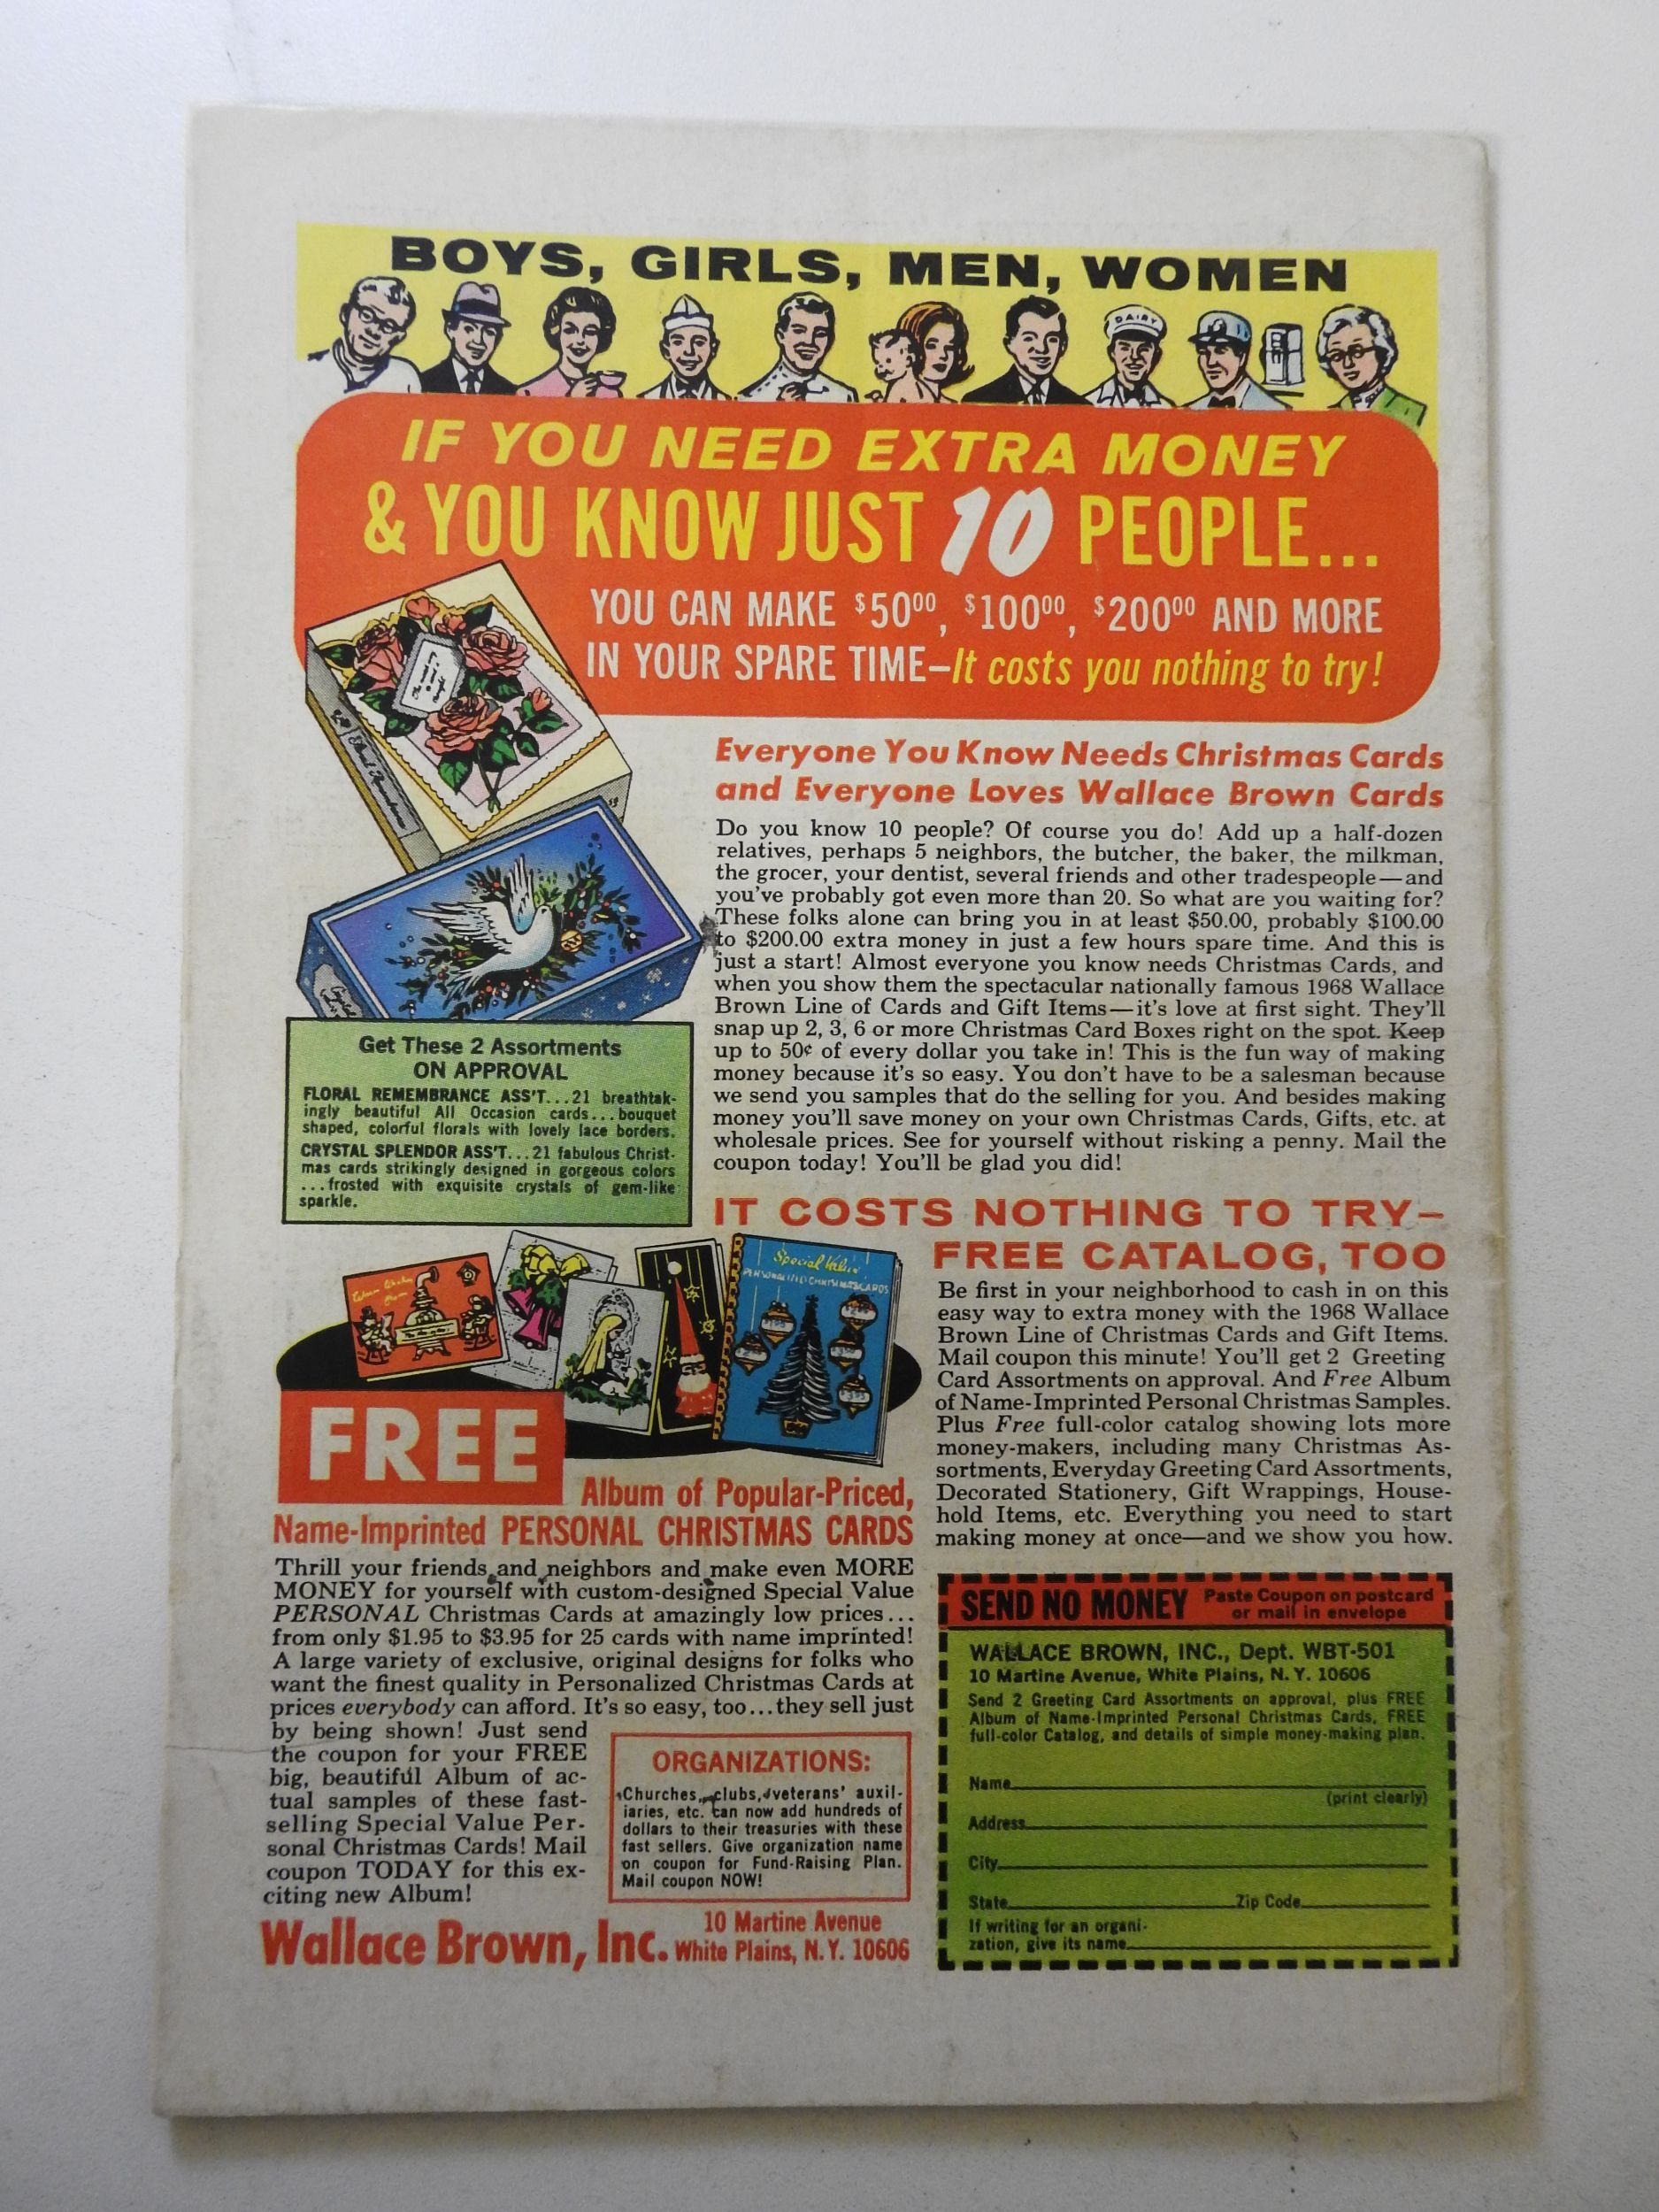 BOYS, GIRLS, MEN, WOMEN
DAIRY
IF YOU NEED EXTRA MONEY
& YOU KNOW JUST 10 PEOPLE...
YOU CAN MAKE $50.00, $100.00, $200.00 AND MORE
IN YOUR SPARE TIME—It costs you nothing to try!
Everyone You Know Needs Christmas Cards
and Everyone Loves Wallace Brown Cards
Do you know 10 people? Of course you do! Add up a half-dozen
relatives, perhaps 5 neighbors, the butcher, the baker, the milkman,
the grocer, your dentist, several friends and other tradespeople—and
you've probably got even more than 20. So what are you waiting for?
These folks alone can bring you in at least $50.00, probably $100.00
to $200.00 extra money in just a few hours spare time. And this is
just a start! Almost everyone you know needs Christmas Cards, and
when you show them the spectacular nationally famous 1968 Wallace
Brown Line of Cards and Gift Items—it's love at first sight. They'll
snap up 2, 3, 6 or more Christmas Card Boxes right on the spot. Keep
up to 50¢ of every dollar you take in! This is the fun way of making
money because it's so easy. You don't have to be a salesman because
we send you samples that do the selling for you. And besides making
money you'll save money on your own Christmas Cards, Gifts, etc. at
wholesale prices. See for yourself without risking a penny. Mail the
coupon today! You'll be glad you did!
Get These 2 Assortments
ON APPROVAL
FLORAL REMEMBRANCE ASS'T...21 breathtak-
ingly beautiful All Occasion cards...bouquet
shaped, colorful florals with lovely lace borders.
CRYSTAL SPLENDOR ASS'T...21 fabulous Christ-
mas cards strikingly designed in gorgeous colors
...frosted with exquisite crystals of gem-like
sparkle.
IT COSTS NOTHING TO TRY—
FREE CATALOG, TOO
Be first in your neighborhood to cash in on this
easy way to extra money with the 1968 Wallace
Brown Line of Christmas Cards and Gift Items.
Mail coupon this minute! You'll get 2 Greeting
Card Assortments on approval. And Free Album
of Name-Imprinted Personal Christmas Samples.
Plus Free full-color catalog showing lots more
money-makers, including many Christmas As-
sortments, Everyday Greeting Card Assortments,
Decorated Stationery, Gift Wrappings, House-
hold Items, etc. Everything you need to start
making money at once—and we show you how.
Special Value
PERSONALIZED CHRISTMAS CARDS
FREE
Album of Popular-Priced,
Name-Imprinted PERSONAL CHRISTMAS CARDS
Thrill your friends and neighbors and make even MORE
MONEY for yourself with custom-designed Special Value
PERSONAL Christmas Cards at amazingly low prices...
from only $1.95 to $3.95 for 25 cards with name imprinted!
A large variety of exclusive, original designs for folks who
want the finest quality in Personalized Christmas Cards at
prices everybody can afford. It's so easy, too...they sell just
by being shown! Just send
the coupon for your FREE
big, beautiful Album of ac-
tual samples of these fast-
selling Special Value Per-
sonal Christmas Cards! Mail
coupon TODAY for this ex-
citing new Album!
ORGANIZATIONS:
Churches, clubs, veterans' auxil-
iaries, etc. can now add hundreds of
dollars to their treasuries with these
fast sellers. Give organization name
on coupon for Fund-Raising Plan.
Mail coupon NOW!
Wallace Brown, Inc.
10 Martine Avenue
White Plains, N.Y. 10606
SEND NO MONEY
Paste Coupon on postcard
or mail in envelope
WALLACE BROWN, INC., Dept. WBT-501
10 Martine Avenue, White Plains, N. Y. 10606
Send 2 Greeting Card Assortments on approval, plus FREE
Album of Name-Imprinted Personal Christmas Cards, FREE
full-color Catalog, and details of simple money-making plan.
Name
(print clearly)
Address
City
State Zip Code
If writing for an organi-
zation, give its name